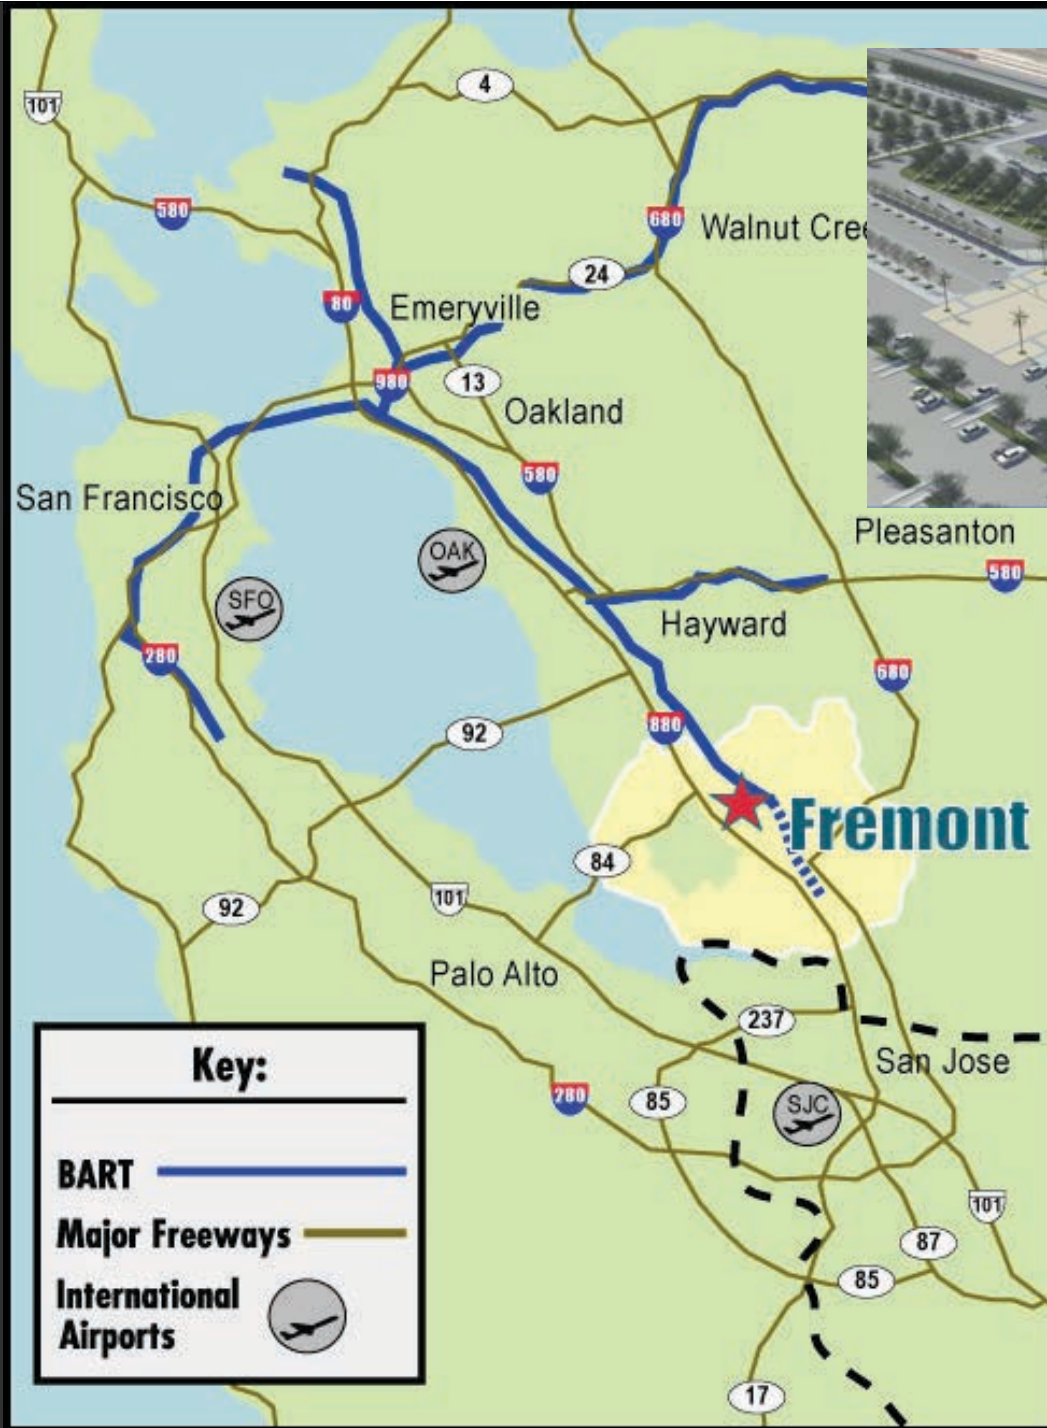 4
101
580
680
Walnut Cree
24
80
Emeryville
980
13
Oakland
580
San Francisco
OAK
Pleasanton
580
SFO
Hayward
280
680
880
92
Fremont
84
101
92
Palo Alto
237
San Jose
Key:
280
85
SJC
BART
101
Major Freeways
87
International
Airports
85
17